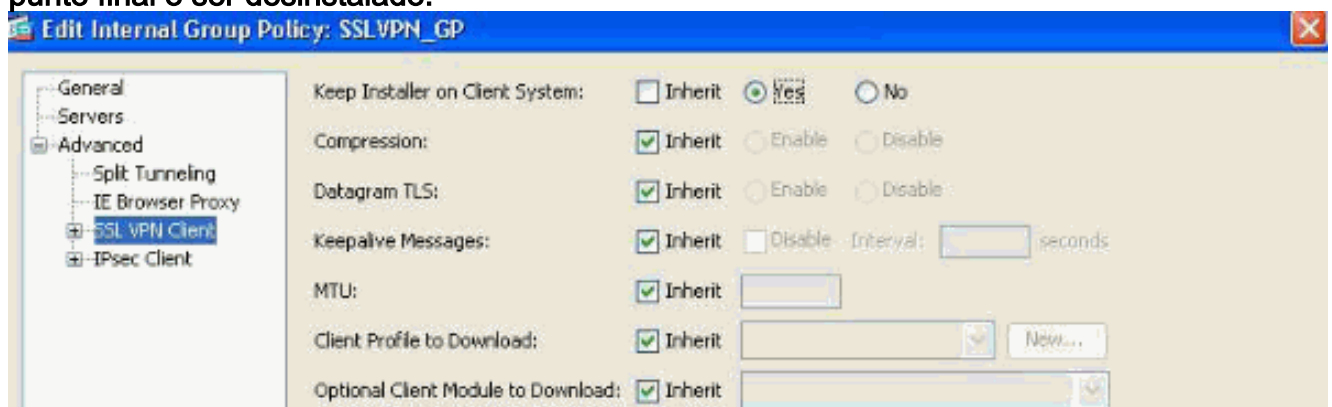 punto final o ser desinstalado.
Edit Internal Group Policy: SSLVPN_GP
General
Servers
Advanced
Split Tunneling
IE Browser Proxy
SSL VPN Client
IPsec Client
Keep Installer on Client System: Inherit Yes No
Compression: Inherit Enable Disable
Datagram TLS: Inherit Enable Disable
Keepalive Messages: Inherit Disable Interval: seconds
MTU: Inherit
Client Profile to Download: Inherit New...
Optional Client Module to Download: Inherit